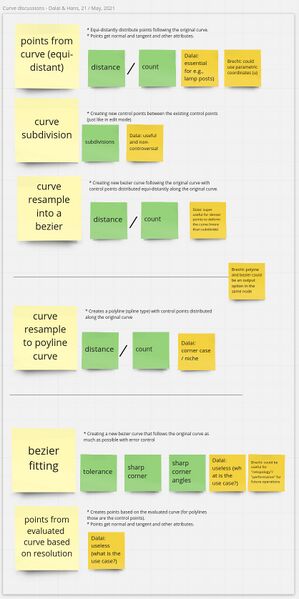 Curve discussions - Dalai & Hans, 21 / May, 2021
points from
curve (equi-
distant)
* Equi-distantly distribute points following the original curve.
* Points get normal and tangent and other attributes.
distance
/
count
Dalai:
essential
for e.g.,
lamp posts)
Brecht: could
use parametric
coordinates (u)
curve
subdivision
* Creating new control points between the existing control points
(just like in edit mode)
subdivisions
Dalai: useful
and non-
controversial
curve
resample
into a
bezier
* Creating new bezier curve following the original curve with
control points distributed equi-distantly along the original curve.
distance
/
count
Dalai: super
useful for
points to deform
the curve
than subdivide)
Brecht: polyline
and bezier could
be an output
option in the
same node
curve
resample
to poyline
curve
* Creates a polyline (spline type) with control points distributed
along the original curve
distance
/
count
Dalai:
corner case
/ niche
bezier
fitting
* Creating a new bezier curve that follows the original curve as
much as possible with error control
tolerance
sharp
corner
sharp
corner
angles
Dalai:
useless (wh
at is the
use case?)
Brecht: could be
useful for
"retopology"/
future operations
points from
evaluated
curve based
on resolution
* Creates points based on the evaluated curve (for polylines
those are the control points).
* Points get normal and tangent and other attributes.
Dalai:
useless
(what is the
use case?)